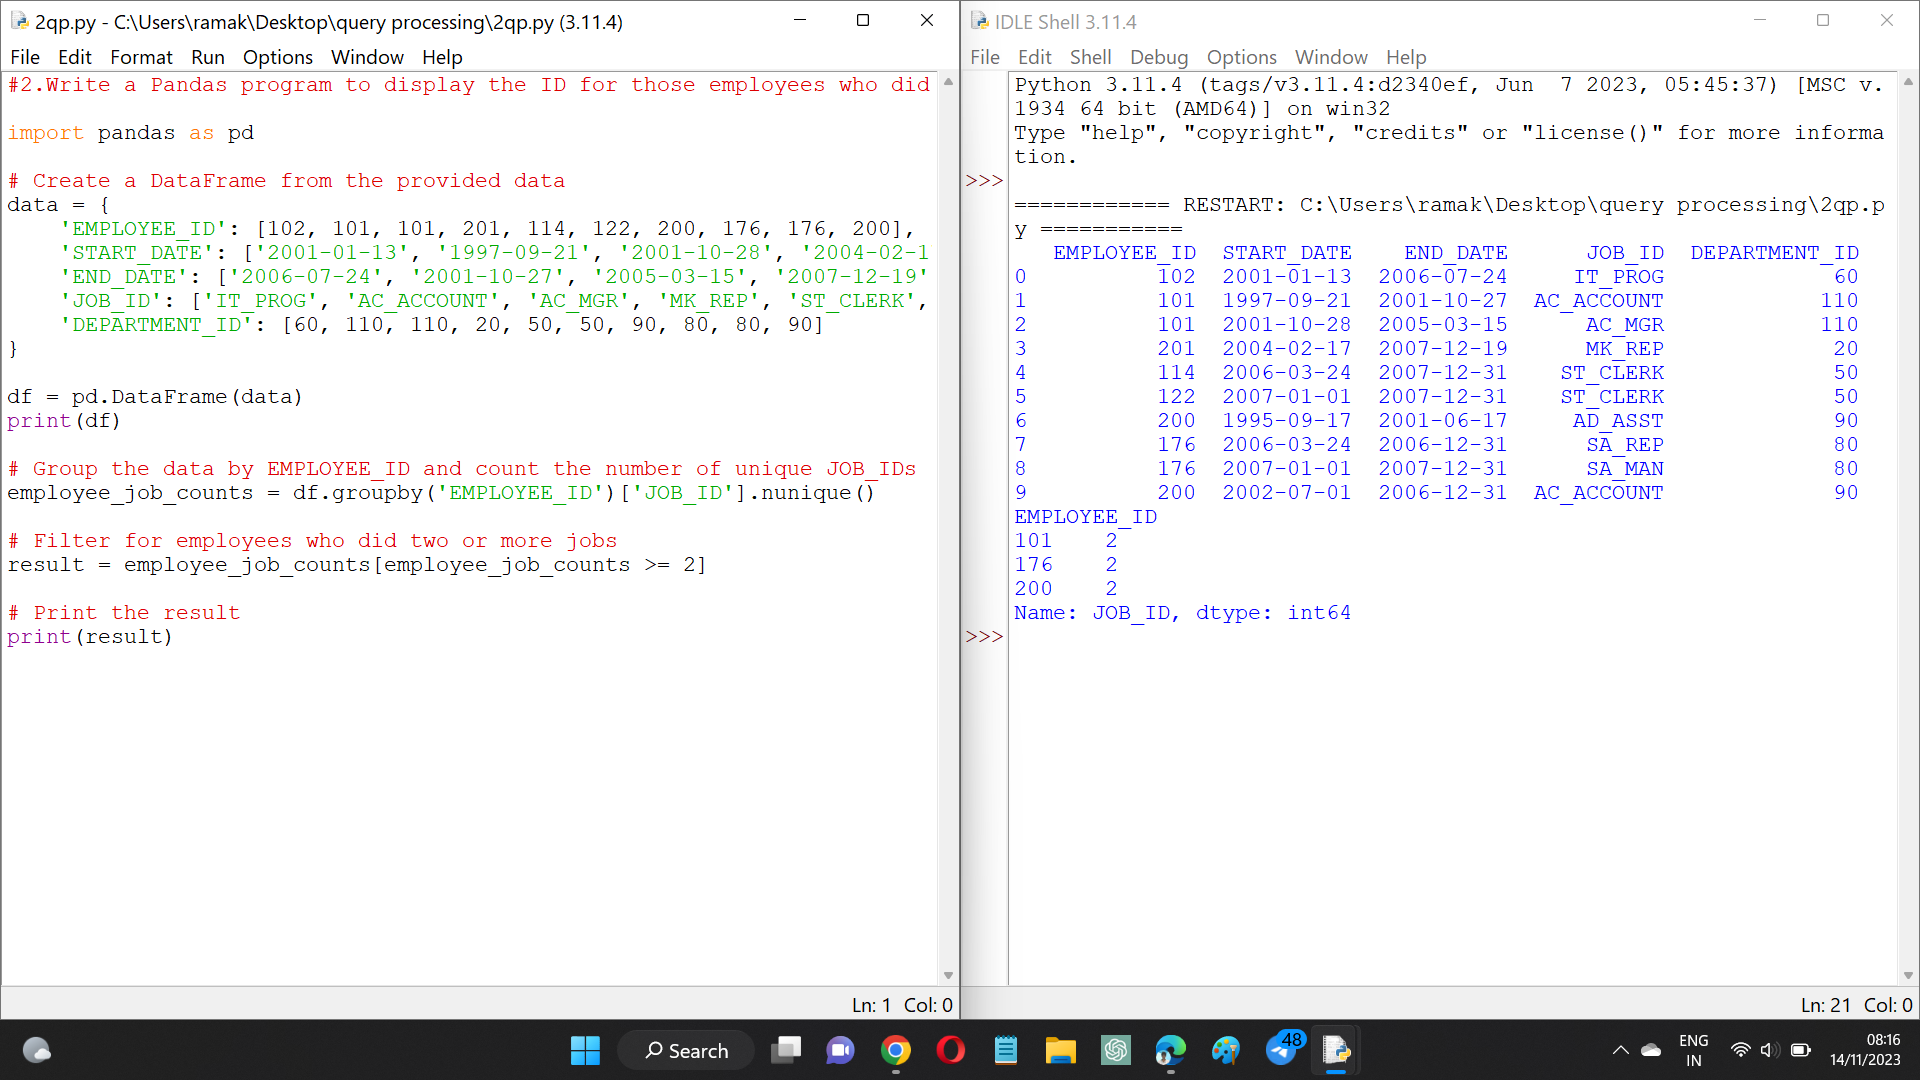 2qp.py - C:\Users\ramak\Desktop\query processing\2qp.py (3.11.4)
File Edit Format Run Options Window Help
#2.Write a Pandas program to display the ID for those employees who did
import pandas as pd
# Create a DataFrame from the provided data
data = {
    'EMPLOYEE_ID': [102, 101, 101, 201, 114, 122, 200, 176, 176, 200],
    'START_DATE': ['2001-01-13', '1997-09-21', '2001-10-28', '2004-02-1
    'END_DATE': ['2006-07-24', '2001-10-27', '2005-03-15', '2007-12-19'
    'JOB_ID': ['IT_PROG', 'AC_ACCOUNT', 'AC_MGR', 'MK_REP', 'ST_CLERK',
    'DEPARTMENT_ID': [60, 110, 110, 20, 50, 50, 90, 80, 80, 90]
}
df = pd.DataFrame(data)
print(df)
# Group the data by EMPLOYEE_ID and count the number of unique JOB_IDs
employee_job_counts = df.groupby('EMPLOYEE_ID')['JOB_ID'].nunique()
# Filter for employees who did two or more jobs
result = employee_job_counts[employee_job_counts >= 2]
# Print the result
print(result)
Ln: 1 Col: 0
IDLE Shell 3.11.4
File Edit Shell Debug Options Window Help
Python 3.11.4 (tags/v3.11.4:d2340ef, Jun  7 2023, 05:45:37) [MSC v.
1934 64 bit (AMD64)] on win32
Type "help", "copyright", "credits" or "license()" for more informa
tion.
>>>
============ RESTART: C:\Users\ramak\Desktop\query processing\2qp.p
y ===========
   EMPLOYEE_ID  START_DATE    END_DATE      JOB_ID  DEPARTMENT_ID
0          102  2001-01-13  2006-07-24     IT_PROG             60
1          101  1997-09-21  2001-10-27  AC_ACCOUNT            110
2          101  2001-10-28  2005-03-15      AC_MGR            110
3          201  2004-02-17  2007-12-19      MK_REP             20
4          114  2006-03-24  2007-12-31    ST_CLERK             50
5          122  2007-01-01  2007-12-31    ST_CLERK             50
6          200  1995-09-17  2001-06-17     AD_ASST             90
7          176  2006-03-24  2006-12-31      SA_REP             80
8          176  2007-01-01  2007-12-31      SA_MAN             80
9          200  2002-07-01  2006-12-31  AC_ACCOUNT             90
EMPLOYEE_ID
101    2
176    2
200    2
Name: JOB_ID, dtype: int64
>>>
Ln: 21 Col: 0
Search
48
ENG
IN
08:16
14/11/2023